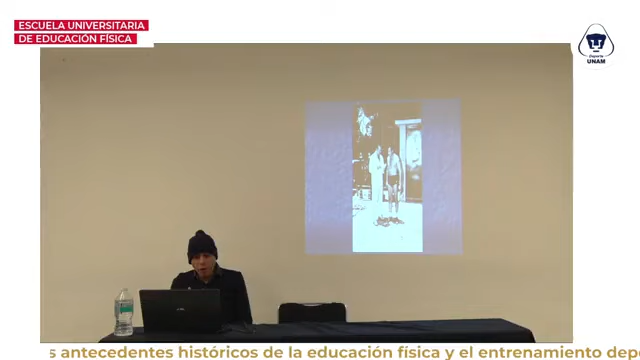 ESCUELA UNIVERSITARIA
DE EDUCACIÓN FÍSICA
UNAM
s antecedentes históricos de la educación física y el entrenamiento dep